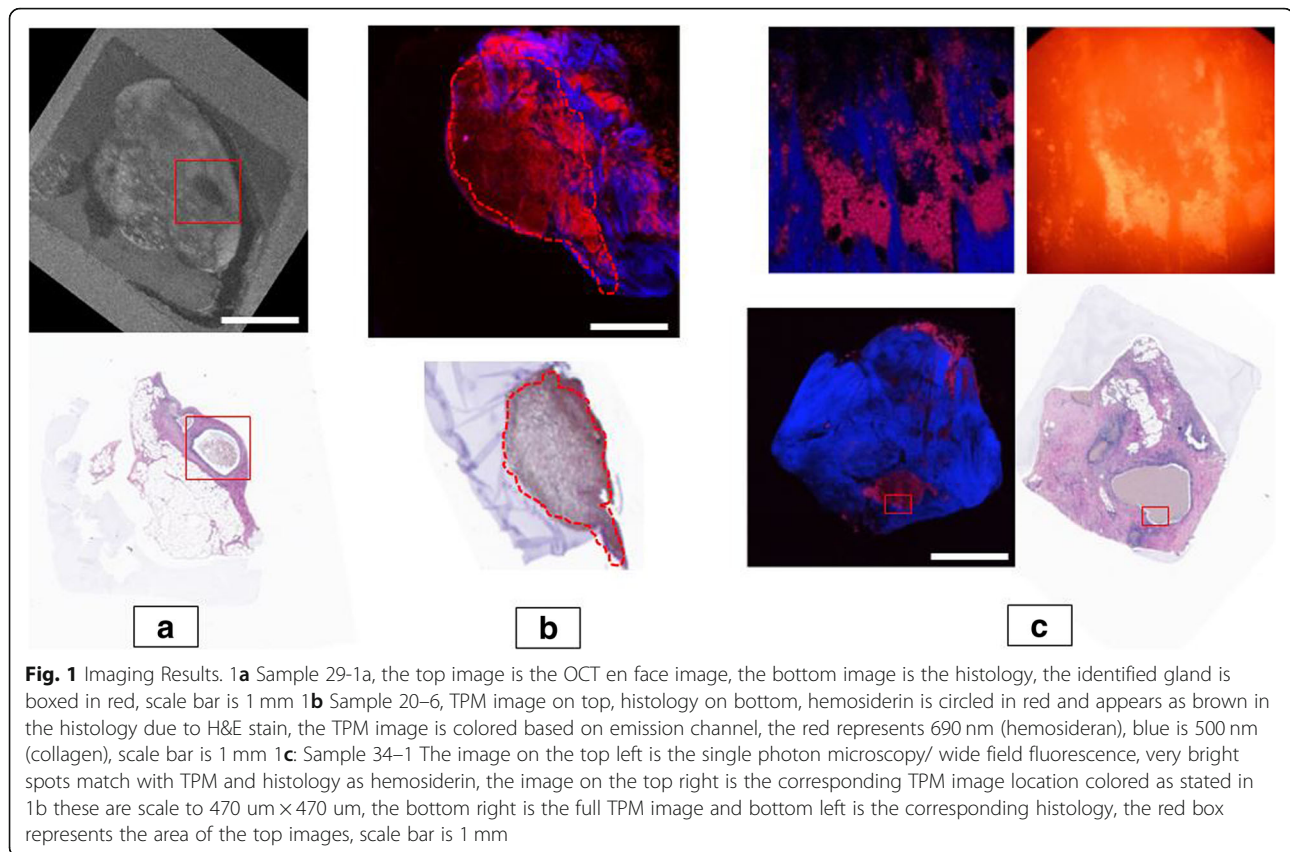 a
b
c
Fig. 1 Imaging Results. 1a Sample 29-1a, the top image is the OCT en face image, the bottom image is the histology, the identified gland is
boxed in red, scale bar is 1 mm 1b Sample 20–6, TPM image on top, histology on bottom, hemosiderin is circled in red and appears as brown in
the histology due to H&E stain, the TPM image is colored based on emission channel, the red represents 690 nm (hemosideran), blue is 500 nm
(collagen), scale bar is 1 mm 1c: Sample 34–1 The image on the top left is the single photon microscopy/ wide field fluorescence, very bright
spots match with TPM and histology as hemosiderin, the image on the top right is the corresponding TPM image location colored as stated in
1b these are scale to 470 um × 470 um, the bottom right is the full TPM image and bottom left is the corresponding histology, the red box
represents the area of the top images, scale bar is 1 mm